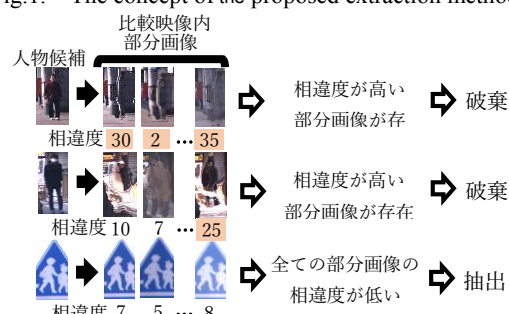 Fig.1. The concept of the proposed extraction method
比較映像内
部分画像
人物候補
相違度が高い
部分画像が存
破棄
相違度 30 2 … 35
相違度が高い
部分画像が存在
破棄
相違度 10 7 … 25
全ての部分画像の
相違度が低い
抽出
相違度 7 5 … 8